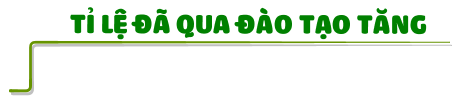 TỈ LỆ ĐÃ QUA ĐÀO TẠO TĂNG